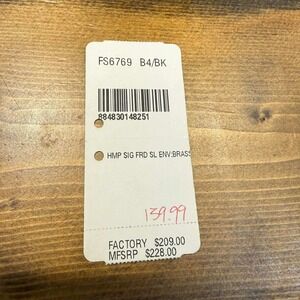 FS6769 B4/BK
884830148251
HMP SIG FRD SL ENV:BRASS
139.99
FACTORY $209.00
MFSRP $228.00